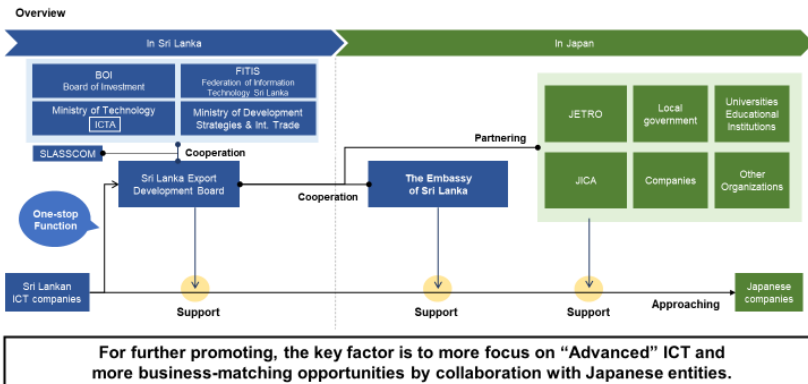 Overview
In Sri Lanka
In Japan
BOI
Board of Investment
FITIS
Federation of Information
Technology Sri Lanka
Ministry of Technology
ICTA
Ministry of Development
Strategies & Int. Trade
SLASSCOM
Cooperation
Sri Lanka Export
Development Board
One-stop
Function
Cooperation
The Embassy
of Sri Lanka
Partnering
JETRO
Local
government
Universities
Educational
Institutions
JICA
Companies
Other
Organizations
Sri Lankan
ICT companies
Support
Support
Support
Approaching
Japanese
companies
For further promoting, the key factor is to more focus on “Advanced” ICT and
more business-matching opportunities by collaboration with Japanese entities.